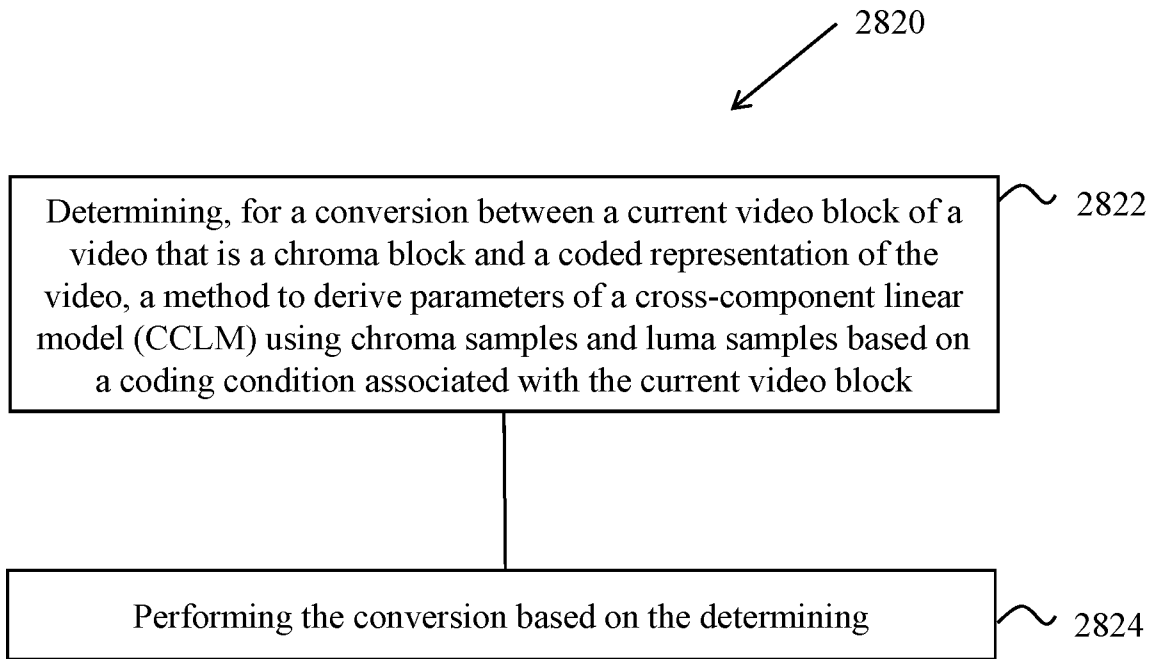 2820
Determining, for a conversion between a current video block of a
video that is a chroma block and a coded representation of the
video, a method to derive parameters of a cross-component linear
model (CCLM) using chroma samples and luma samples based on
a coding condition associated with the current video block
2822
Performing the conversion based on the determining
2824